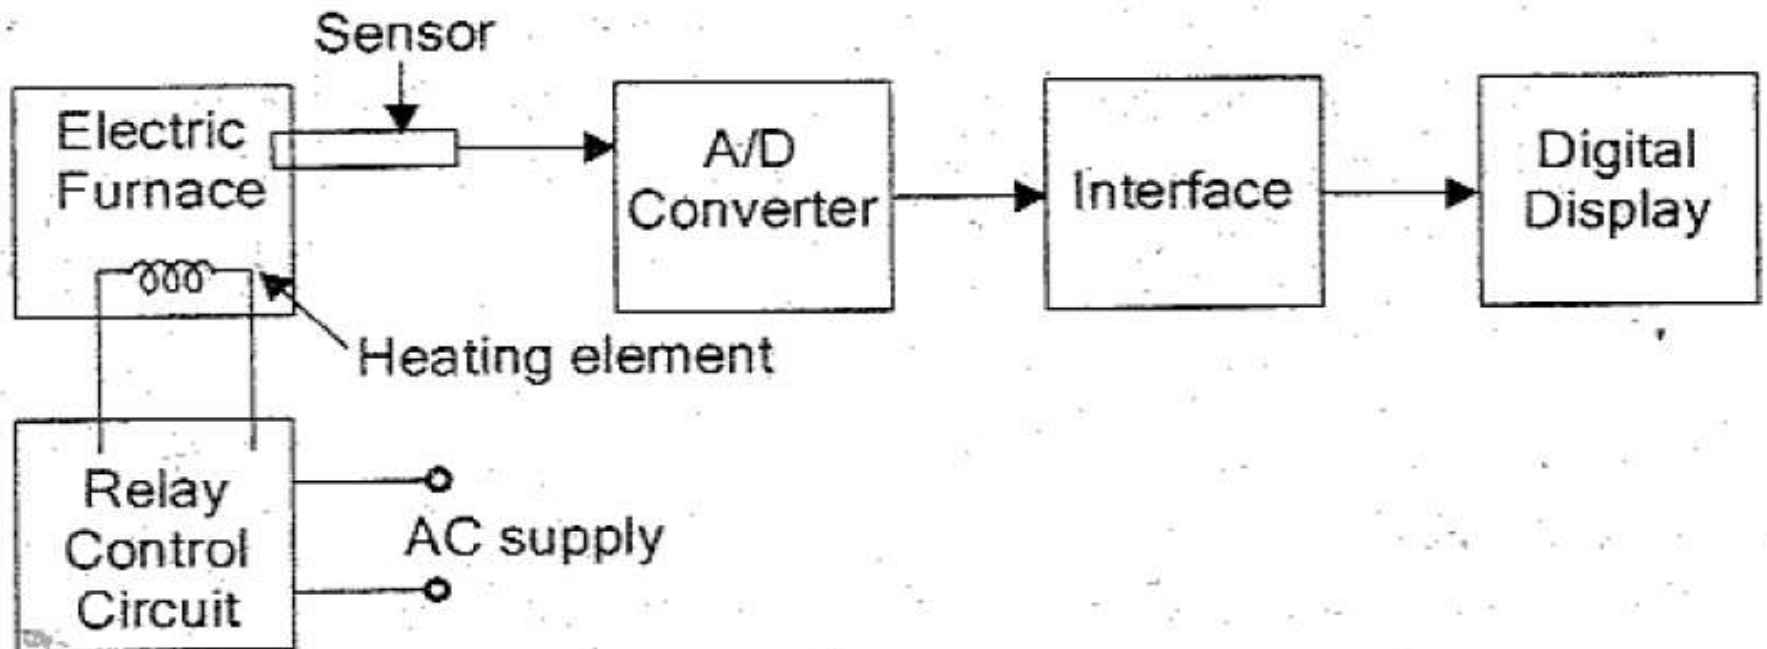 Sensor
Electric
Furnace
A/D
Converter
Interface
Digital
Display
Heating element
Relay
Control
Circuit
AC supply